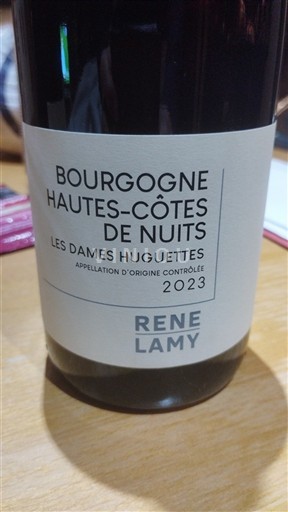 BOURGOGNE
HAUTES-CÔTES
DE NUITS
LES DAMES HUGUETTES
APPELLATION D'ORIGINE CONTRÔLÉE
2023
RENE
LAMY